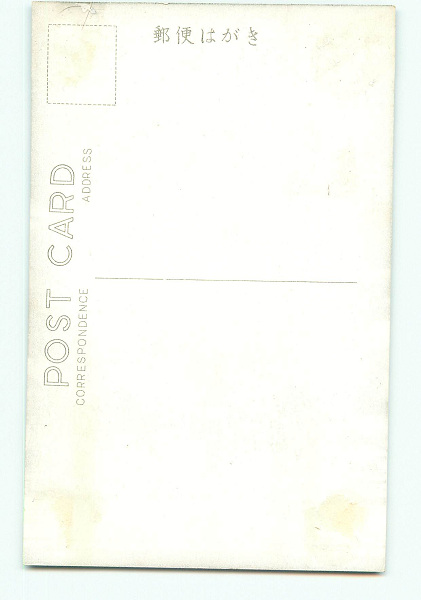 郵便はがき
POST CARD
CORRESPONDENCE
ADDRESS